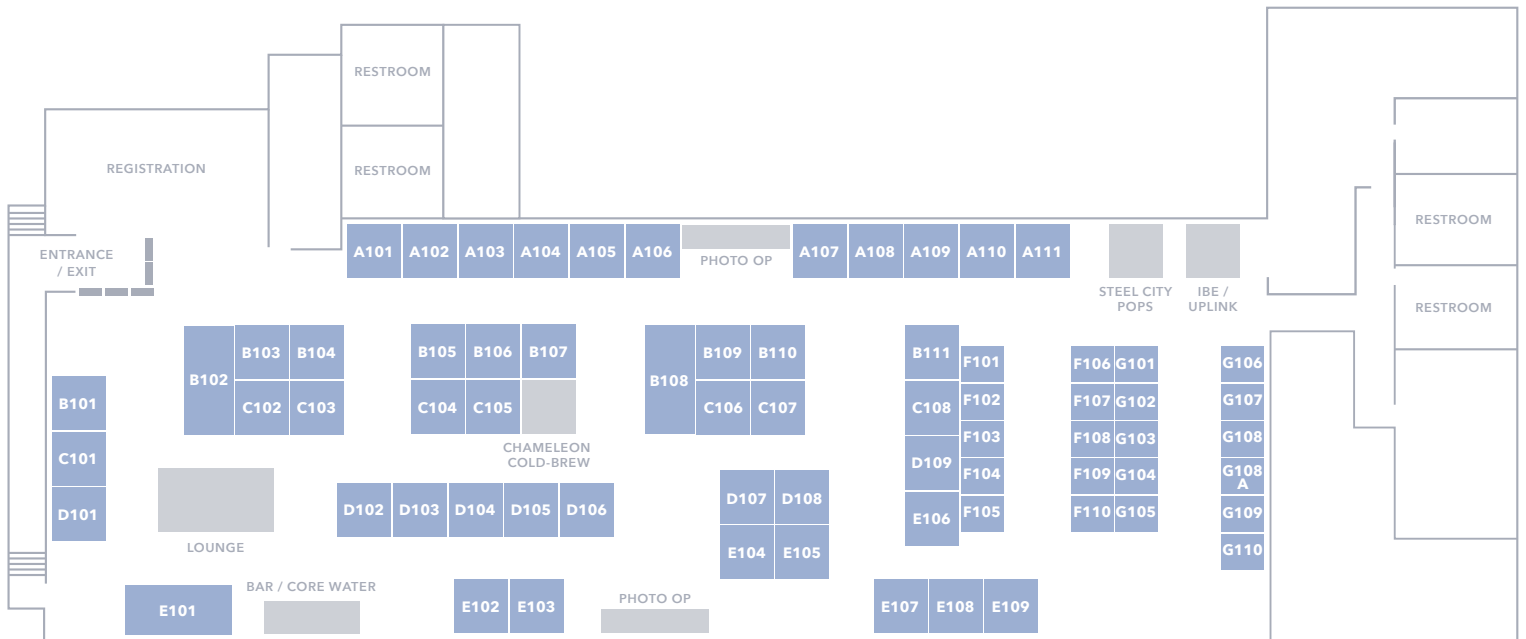 RESTROOM
REGISTRATION
RESTROOM
RESTROOM
ENTRANCE
/ EXIT
A101 A102 A103 A104 A105 A106
PHOTO OP
A107 A108 A109 A110 A111
STEEL CITY
POPS
IBE /
UPLINK
RESTROOM
B101
C101
D101
B102
B103 B104
C102 C103
B105 B106 B107
C104 C105
CHAMELEON
COLD-BREW
B108
B109 B110
C106 C107
B111
C108
D109
E106
F101
F102
F103
F104
F105
F106 G101
F107 G102
F108 G103
F109 G104
F110 G105
G106
G107
G108
G108
A
G109
G110
LOUNGE
D102 D103 D104 D105 D106
D107 D108
E104 E105
E101
BAR / CORE WATER
E102 E103
PHOTO OP
E107 E108 E109